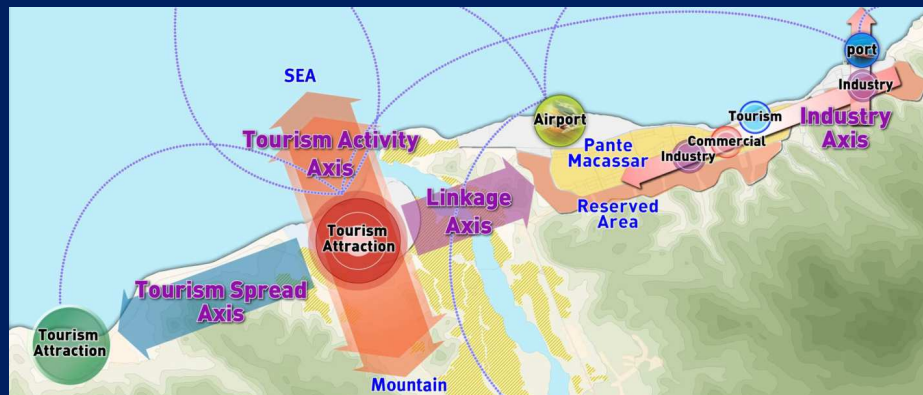 SEA
Tourism Activity
Axis
Airport
Pante
Macassar
port
Industry
Tourism
Commercial
Industry
Industry
Axis
Linkage
Axis
Reserved
Area
Tourism
Attraction
Tourism Spread
Axis
Tourism
Attraction
Mountain